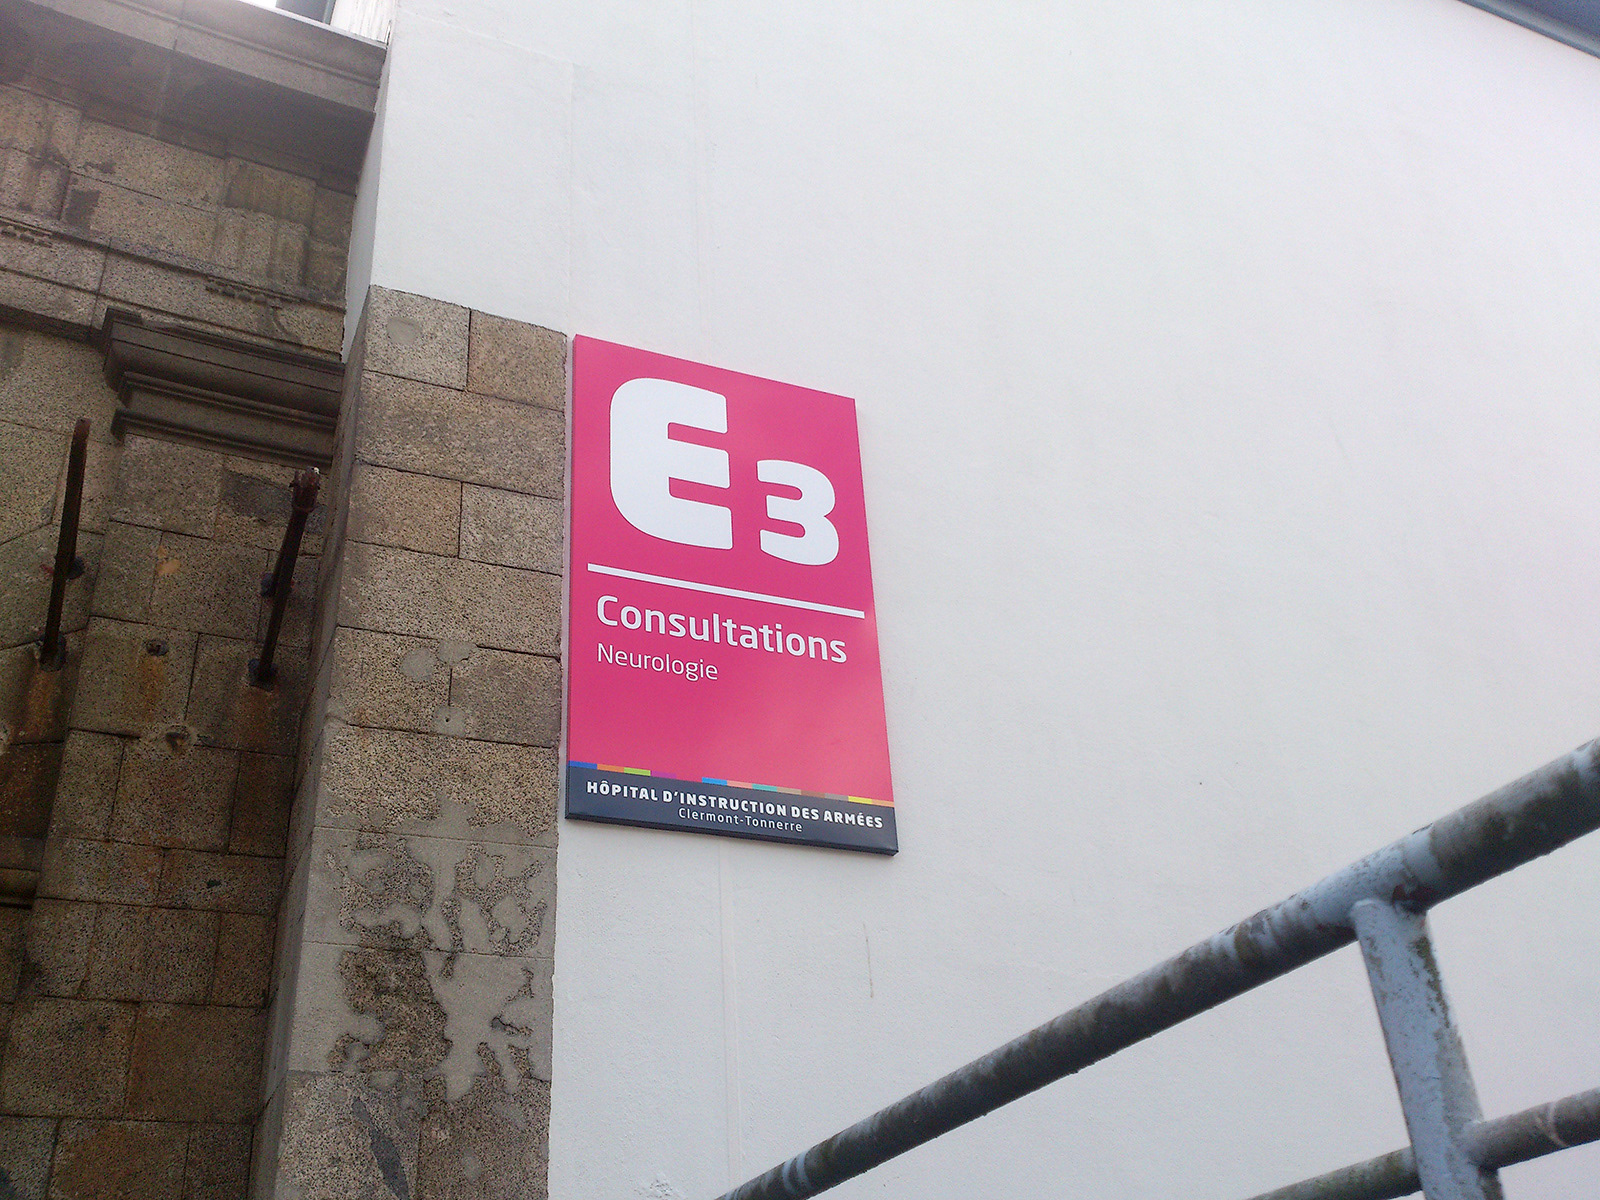 E3
Consultations
Neurologie
HÔPITAL D'INSTRUCTION DES ARMÉES
Clermont-Tonnerre